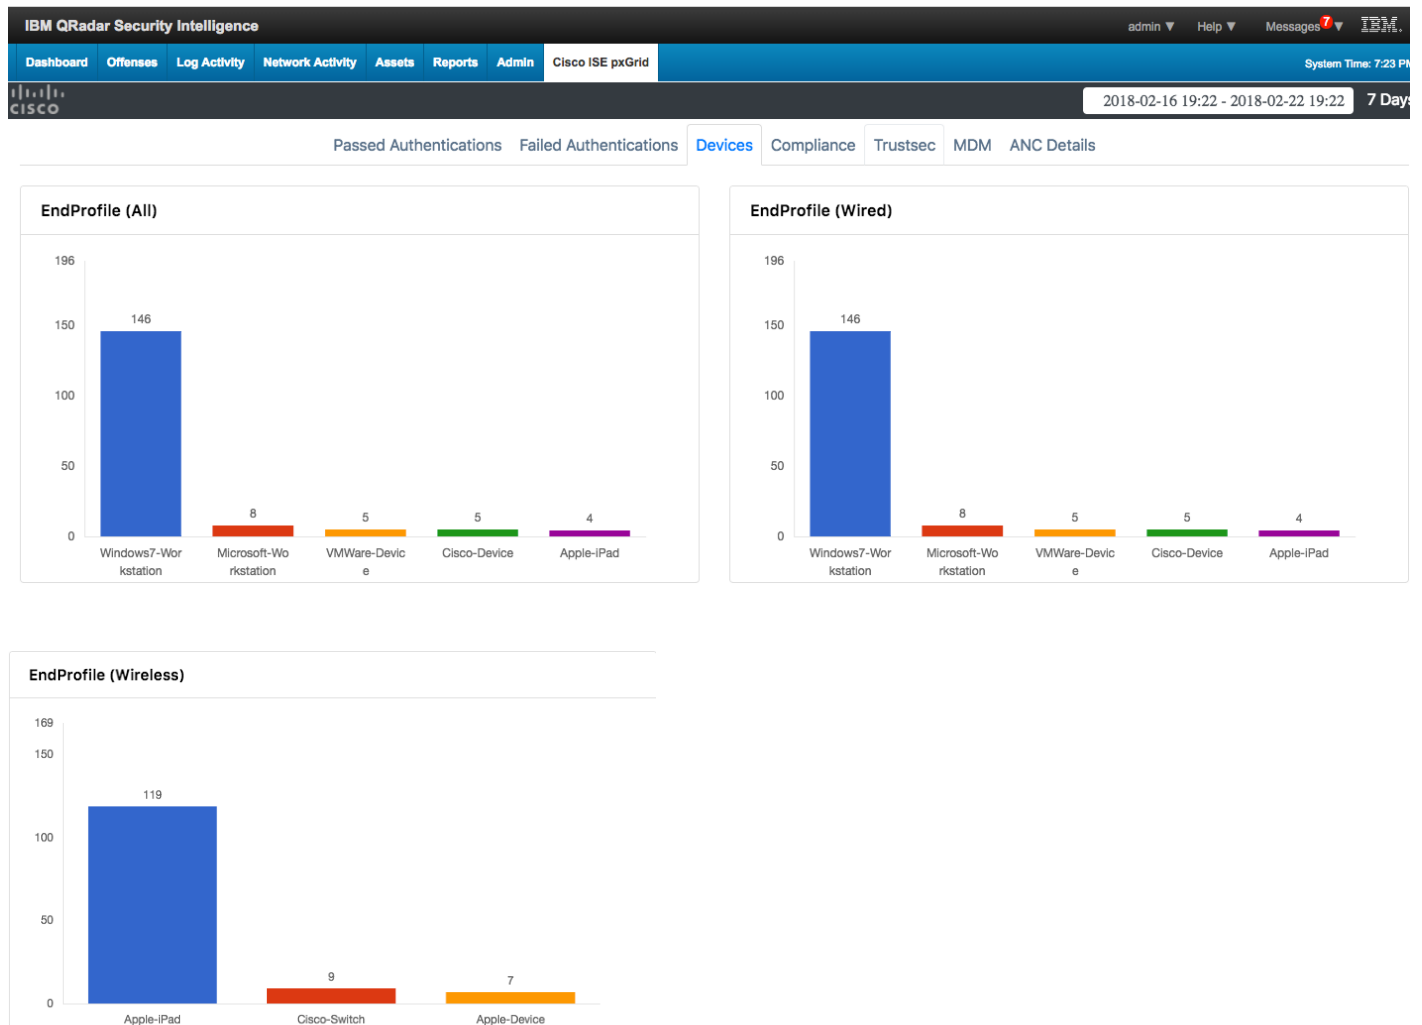 IBM QRadar Security Intelligence
admin ▼ Help ▼ Messages 7 ▼ IBM.
Dashboard Offenses Log Activity Network Activity Assets Reports Admin Cisco ISE pxGrid System Time: 7:23 PM
CISCO
2018-02-16 19:22 - 2018-02-22 19:22 7 Days
Passed Authentications Failed Authentications Devices Compliance Trustsec MDM ANC Details
EndProfile (All)
196
150
100
50
0
146
8
5
5
4
Windows7-Wor
kstation
Microsoft-Wo
rkstation
VMWare-Devic
e
Cisco-Device
Apple-iPad
EndProfile (Wired)
196
150
100
50
0
146
8
5
5
4
Windows7-Wor
kstation
Microsoft-Wo
rkstation
VMWare-Devic
e
Cisco-Device
Apple-iPad
EndProfile (Wireless)
169
150
100
50
0
119
9
7
Apple-iPad
Cisco-Switch
Apple-Device